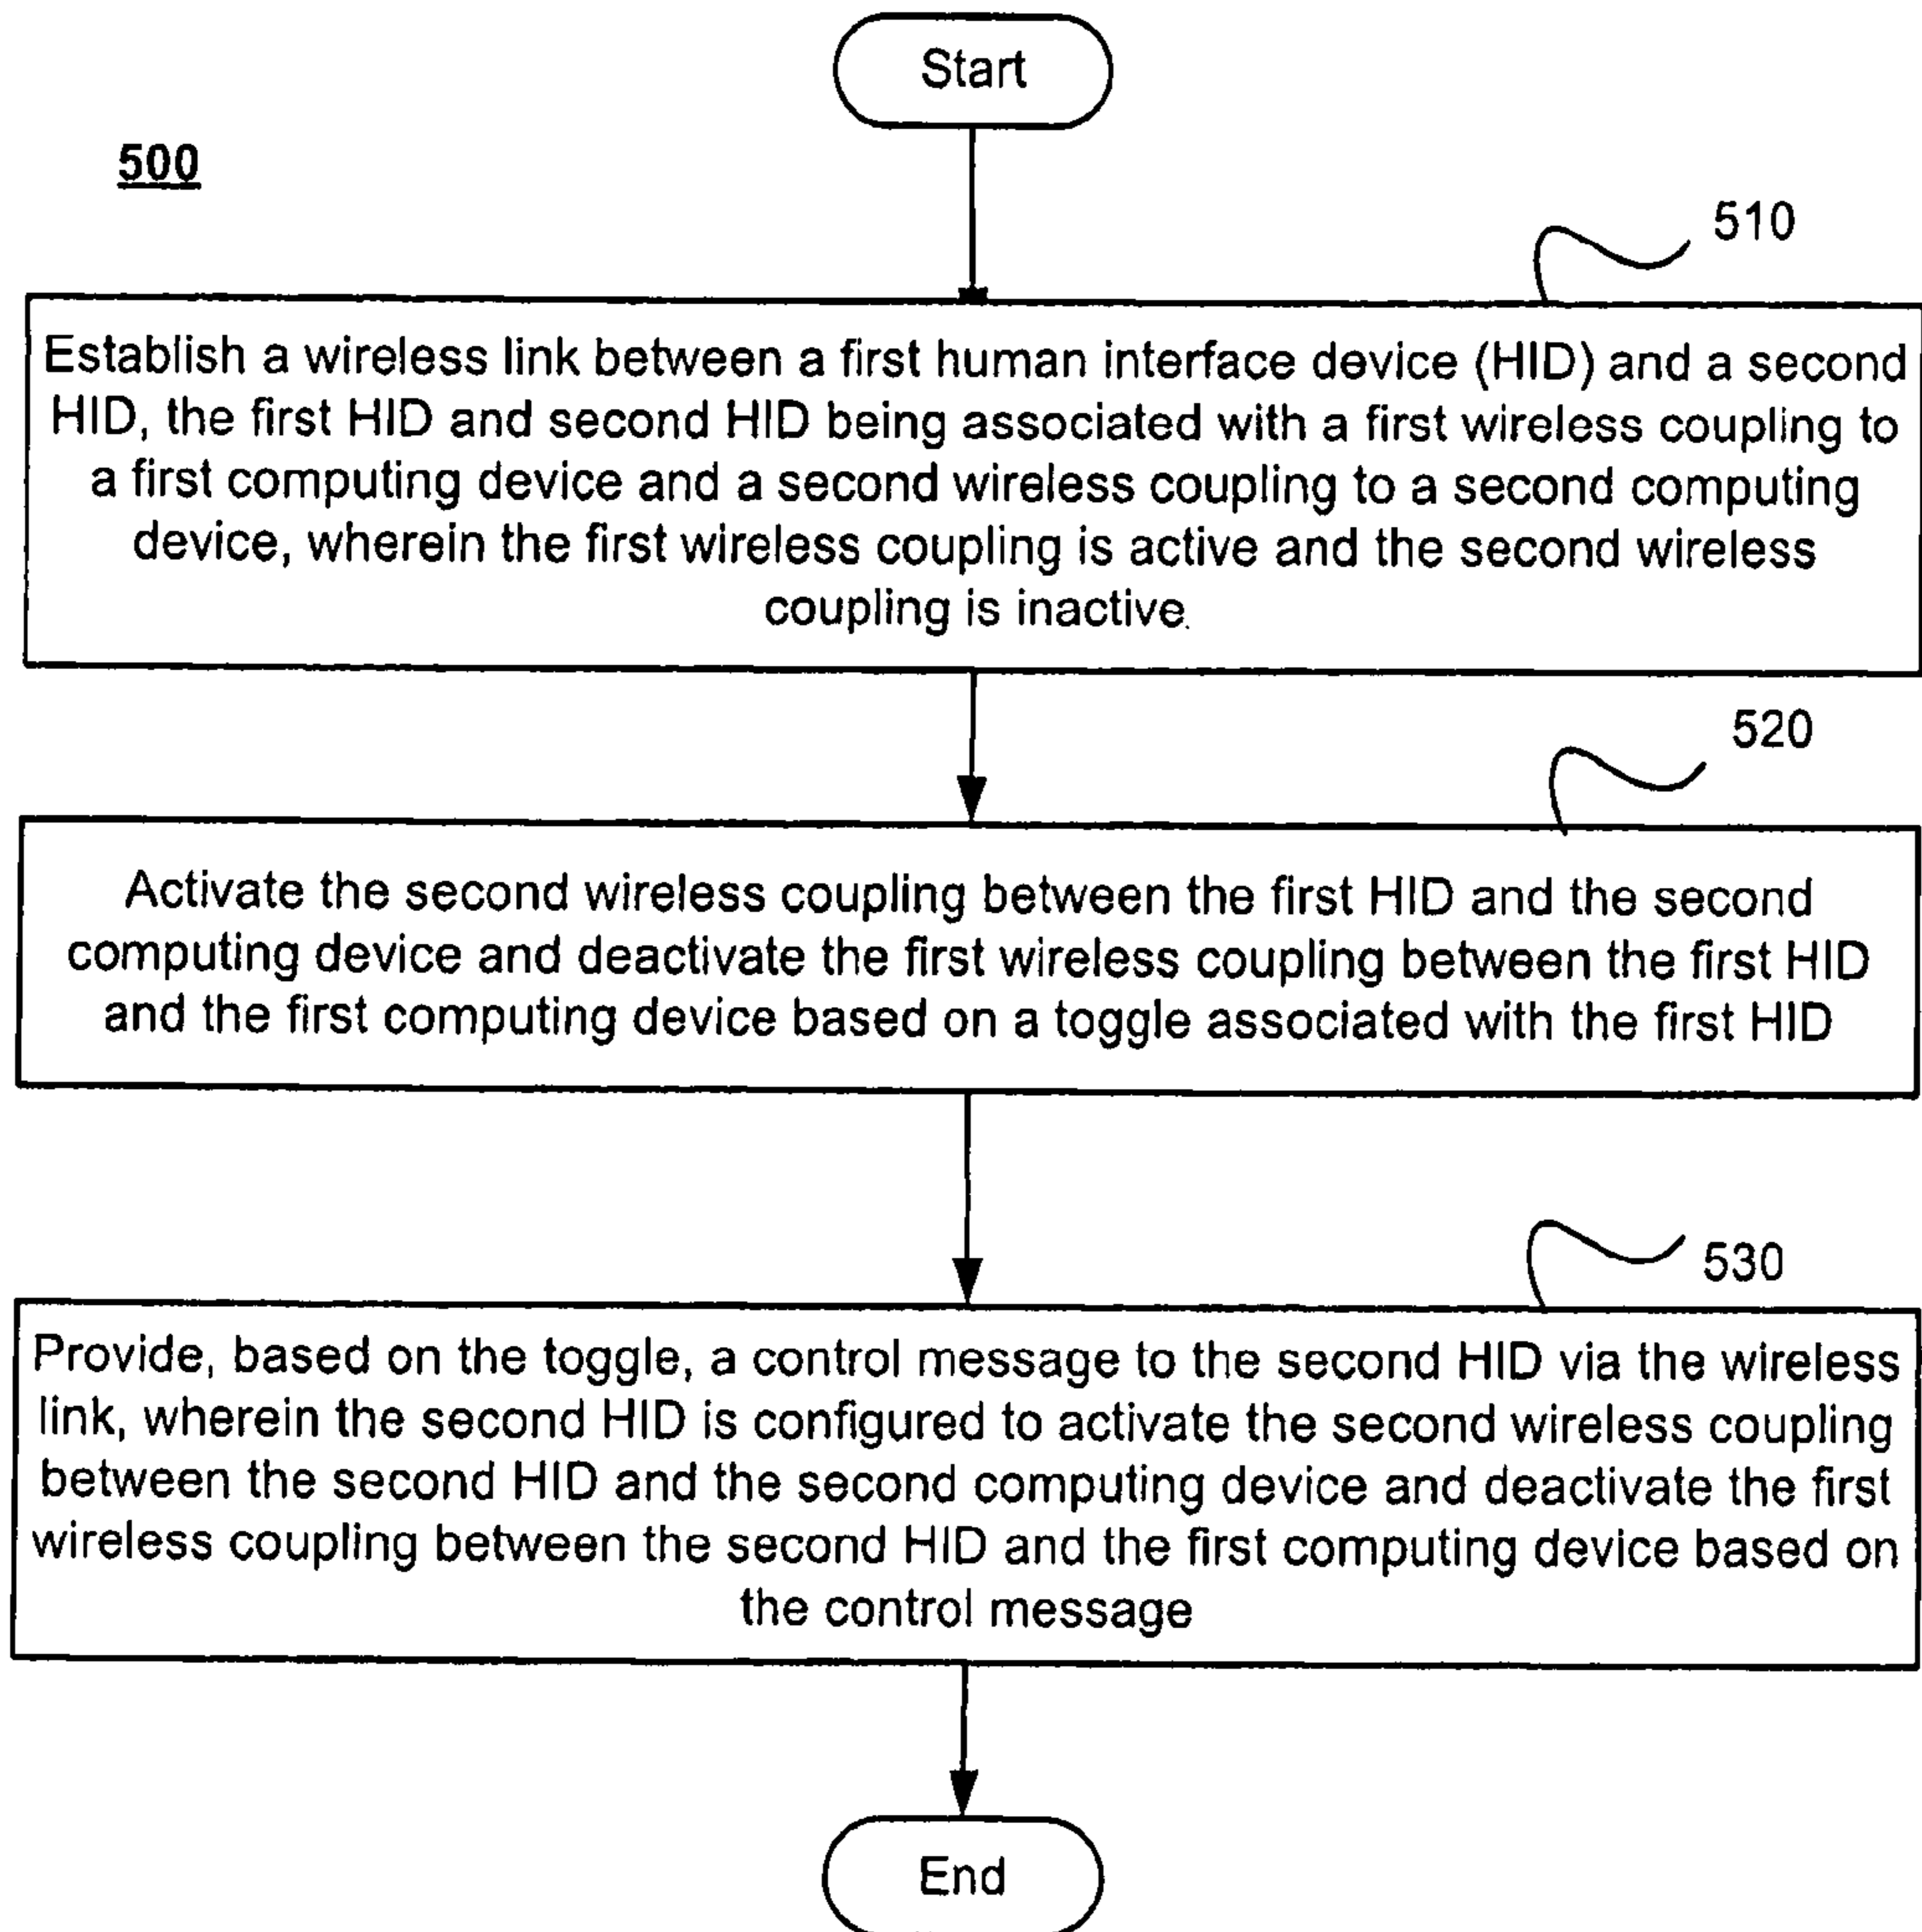 Start
500
510
Establish a wireless link between a first human interface device (HID) and a second
HID, the first HID and second HID being associated with a first wireless coupling to
a first computing device and a second wireless coupling to a second computing
device, wherein the first wireless coupling is active and the second wireless
coupling is inactive.
520
Activate the second wireless coupling between the first HID and the second
computing device and deactivate the first wireless coupling between the first HID
and the first computing device based on a toggle associated with the first HID
530
Provide, based on the toggle, a control message to the second HID via the wireless
link, wherein the second HID is configured to activate the second wireless coupling
between the second HID and the second computing device and deactivate the first
wireless coupling between the second HID and the first computing device based on
the control message
End